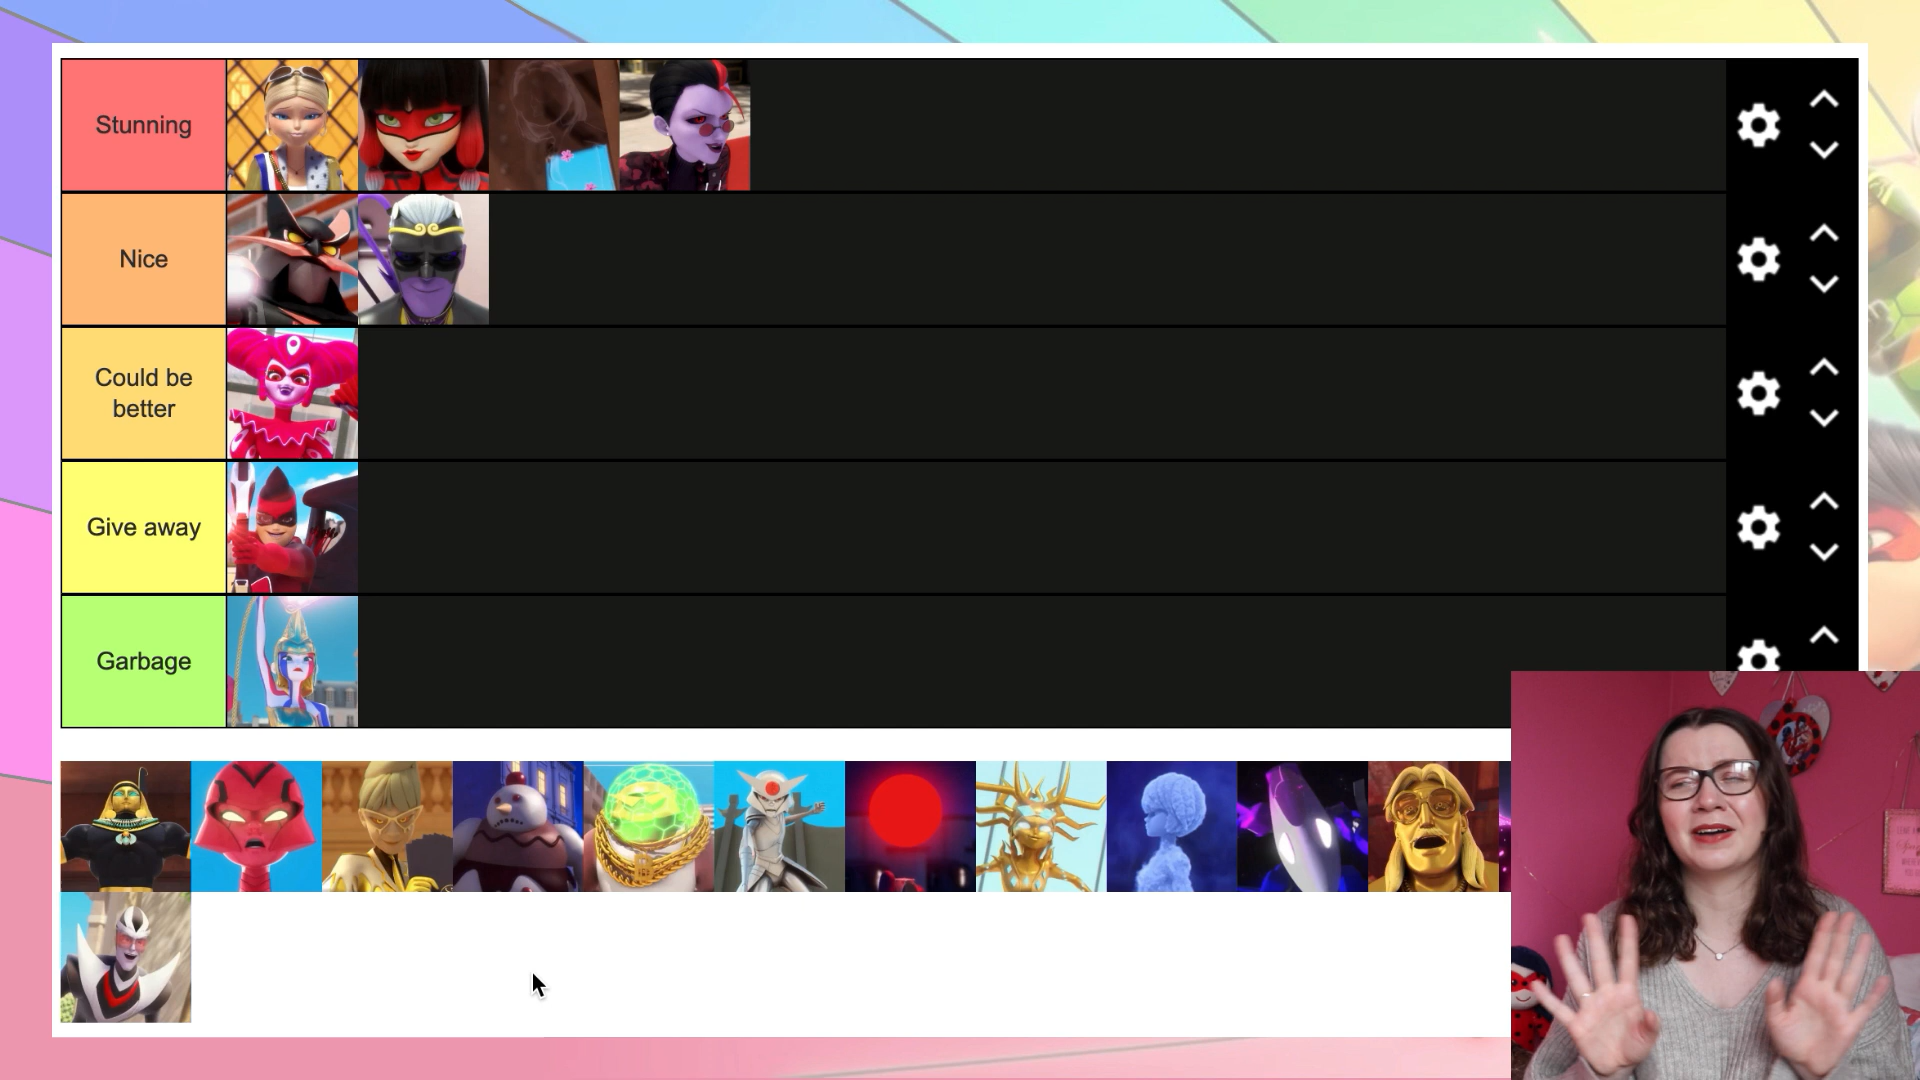 Stunning
Nice
Could be
better
Give away
Garbage